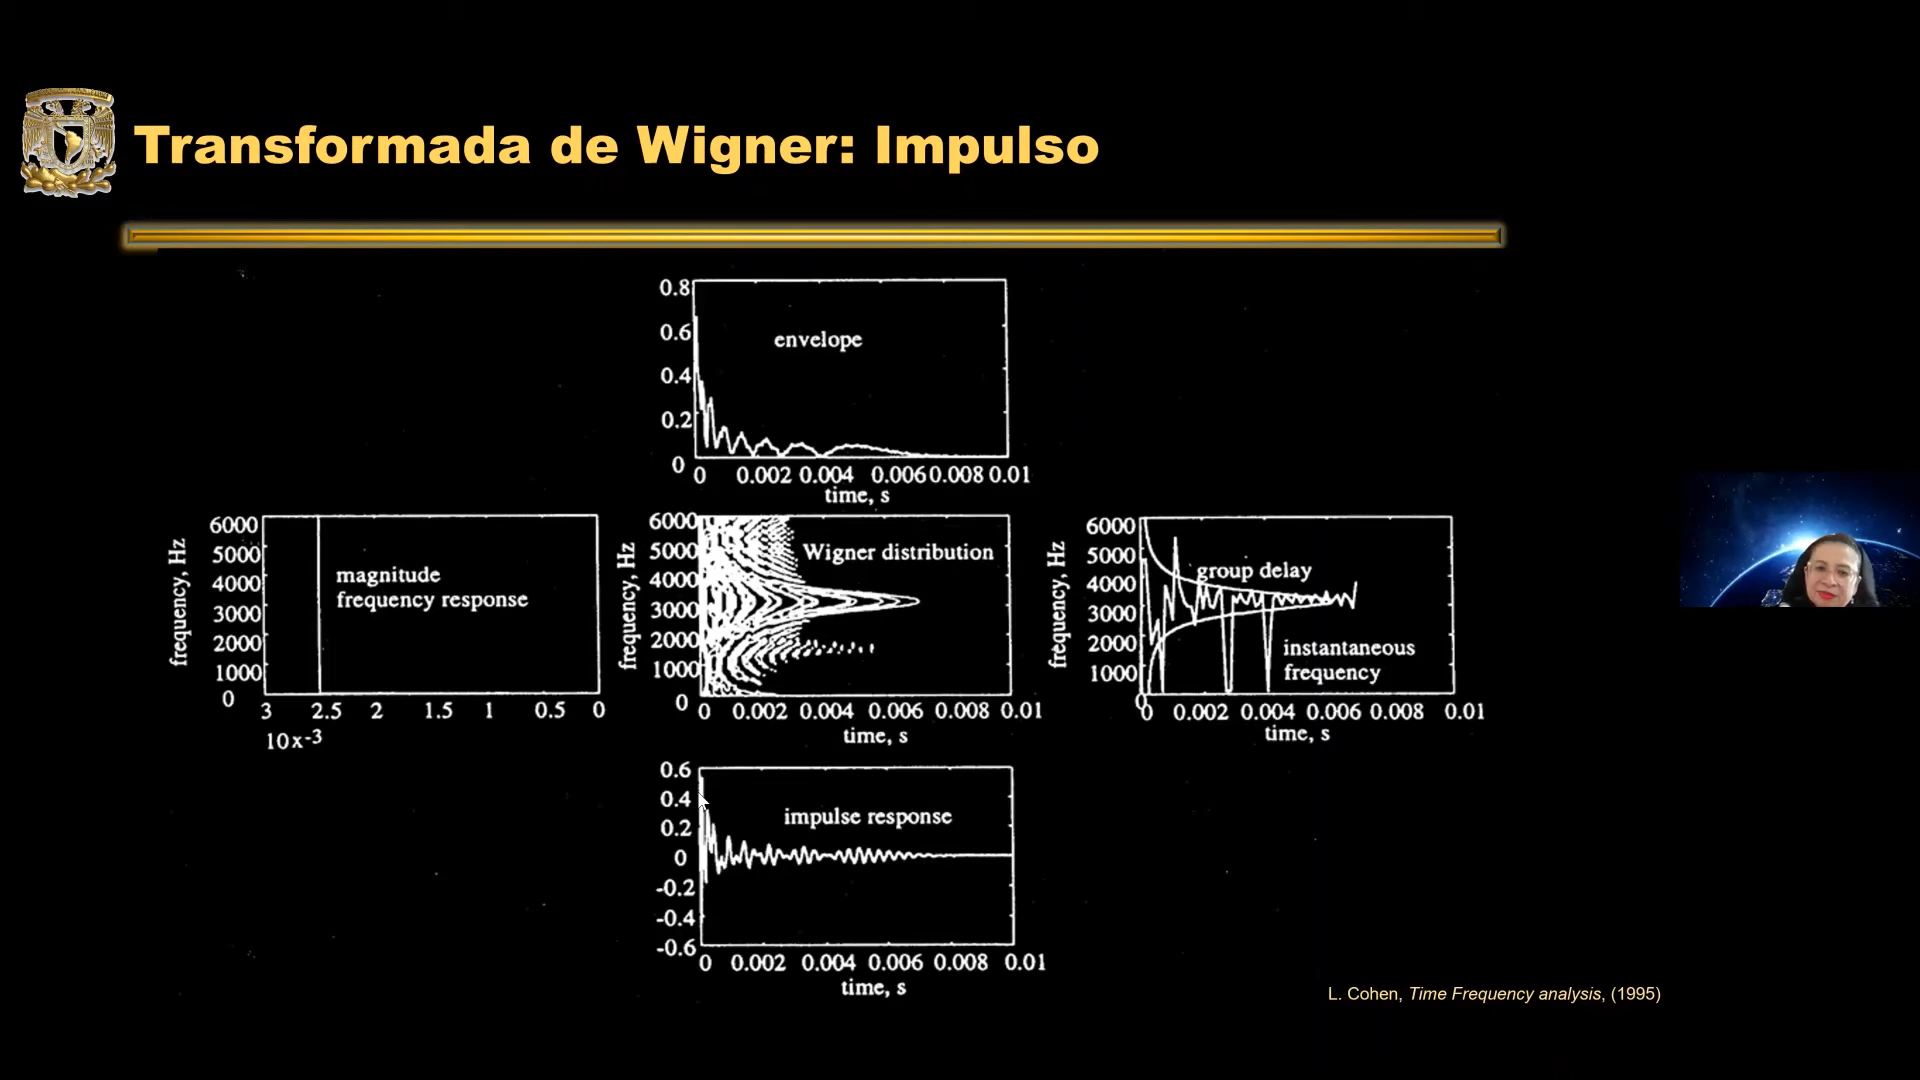 Transformada de Wigner: Impulso
0.8
0.6
0.4
0.2
0
envelope
0 0.002 0.004 0.006 0.008 0.01
time, s
frequency, Hz
6000
5000
4000
3000
2000
1000
0
magnitude
frequency response
3 2.5 2 1.5 1 0.5 0
10x-3
frequency, Hz
6000
5000
4000
3000
2000
1000
0
Wigner distribution
0 0.002 0.004 0.006 0.008 0.01
time, s
frequency, Hz
6000
5000
4000
3000
2000
1000
0
group delay
instantaneous
frequency
0 0.002 0.004 0.006 0.008 0.01
time, s
0.6
0.4
0.2
0
-0.2
-0.4
-0.6
impulse response
0 0.002 0.004 0.006 0.008 0.01
time, s
L. Cohen, Time Frequency analysis, (1995)